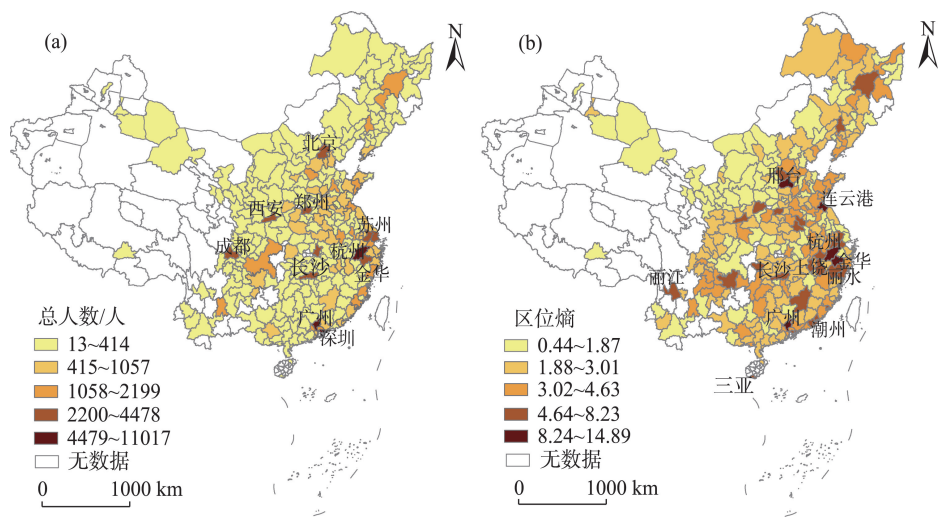 (a)
N
北京
郑州
西安
苏州
成都
杭州
长沙
金华
广州
深圳
总人数/人
13~414
415~1057
1058~2199
2200~4478
4479~11017
无数据
0 1000 km
(b)
N
邢台
连云港
杭州
金华
长沙 上饶
丽水
丽江
广州
潮州
三亚
区位熵
0.44~1.87
1.88~3.01
3.02~4.63
4.64~8.23
8.24~14.89
无数据
0 1000 km